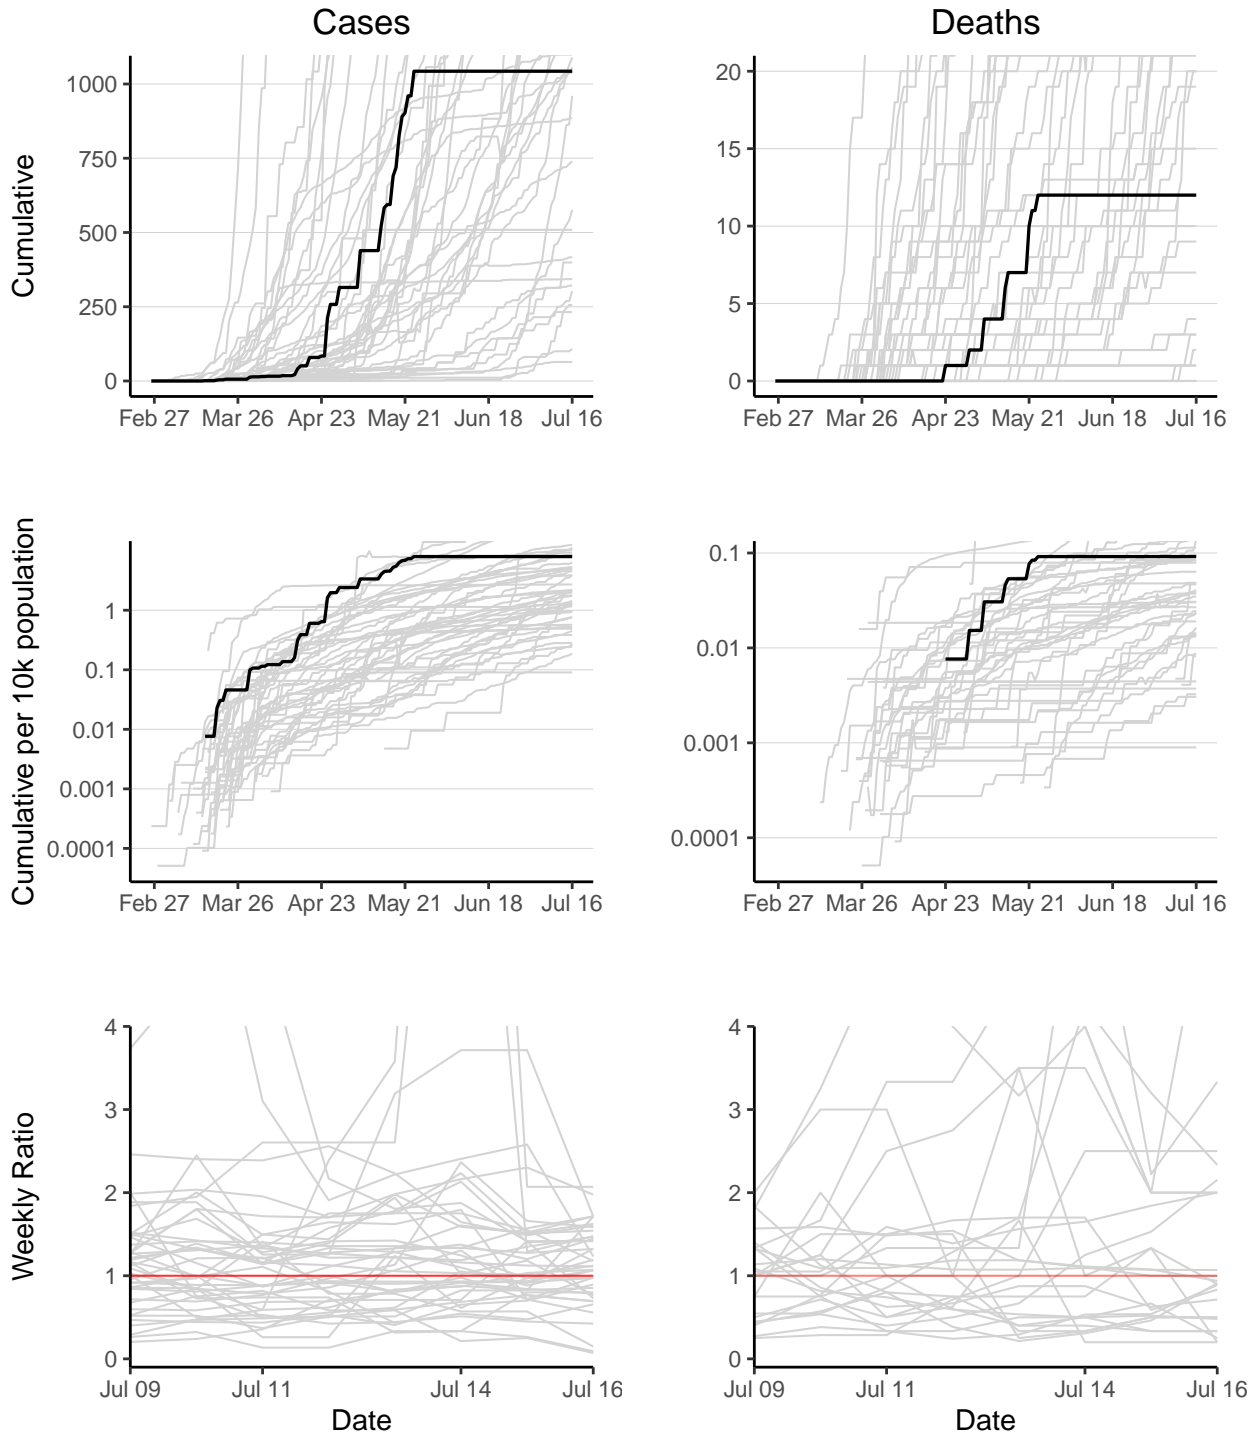 Cases
Deaths
Cumulative
1000
750
500
250
0
Feb 27 Mar 26 Apr 23 May 21 Jun 18 Jul 16
20
15
10
5
0
Feb 27 Mar 26 Apr 23 May 21 Jun 18 Jul 16
Cumulative per 10k population
1
0.1
0.01
0.001
0.0001
Feb 27 Mar 26 Apr 23 May 21 Jun 18 Jul 16
0.1
0.01
0.001
0.0001
Feb 27 Mar 26 Apr 23 May 21 Jun 18 Jul 16
Weekly Ratio
4
3
2
1
0
Jul 09 Jul 11 Jul 14 Jul 16
Date
4
3
2
1
0
Jul 09 Jul 11 Jul 14 Jul 16
Date